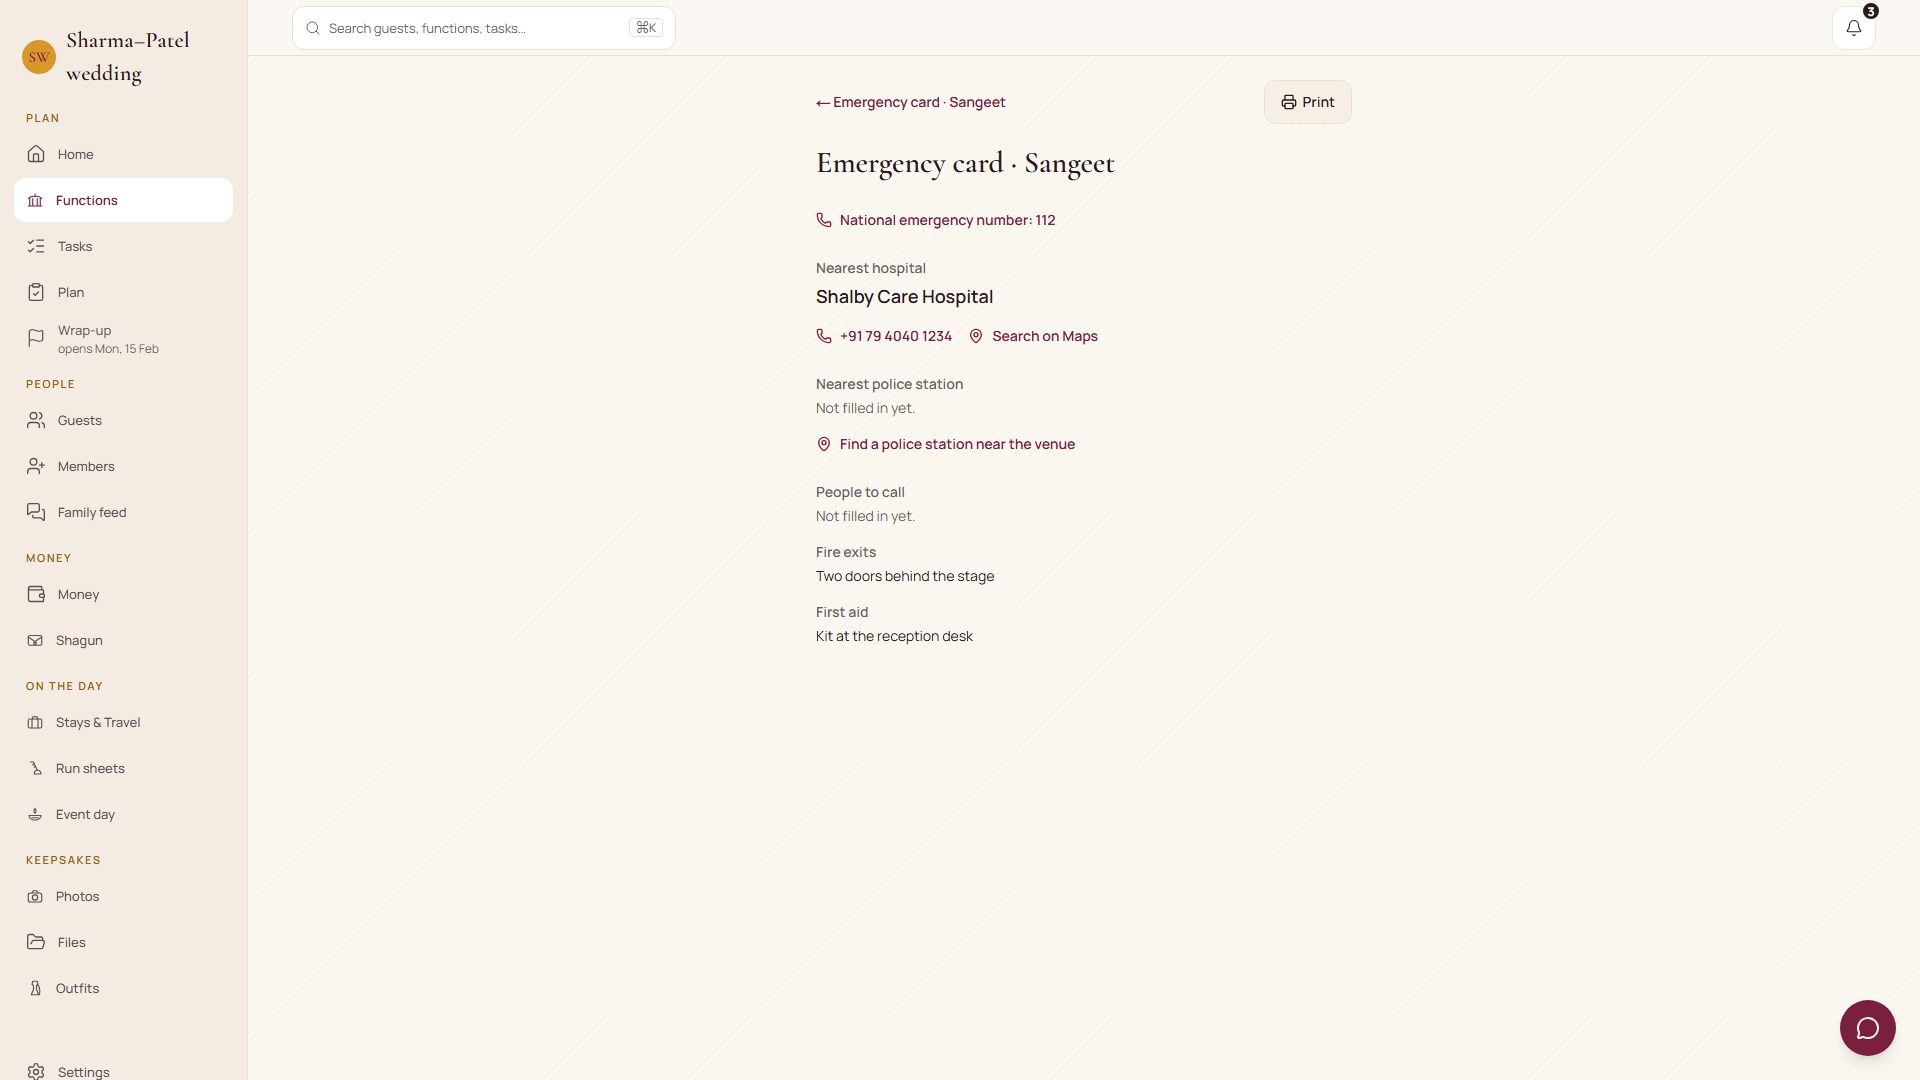 SW
Sharma–Patel
wedding
PLAN
Home
Functions
Tasks
Plan
Wrap-up
opens Mon, 15 Feb
PEOPLE
Guests
Members
Family feed
MONEY
Money
Shagun
ON THE DAY
Stays & Travel
Run sheets
Event day
KEEPSAKES
Photos
Files
Outfits
Settings
Search guests, functions, tasks…
⌘K
3
← Emergency card · Sangeet
Print
Emergency card · Sangeet
National emergency number: 112
Nearest hospital
Shalby Care Hospital
+91 79 4040 1234 Search on Maps
Nearest police station
Not filled in yet.
Find a police station near the venue
People to call
Not filled in yet.
Fire exits
Two doors behind the stage
First aid
Kit at the reception desk